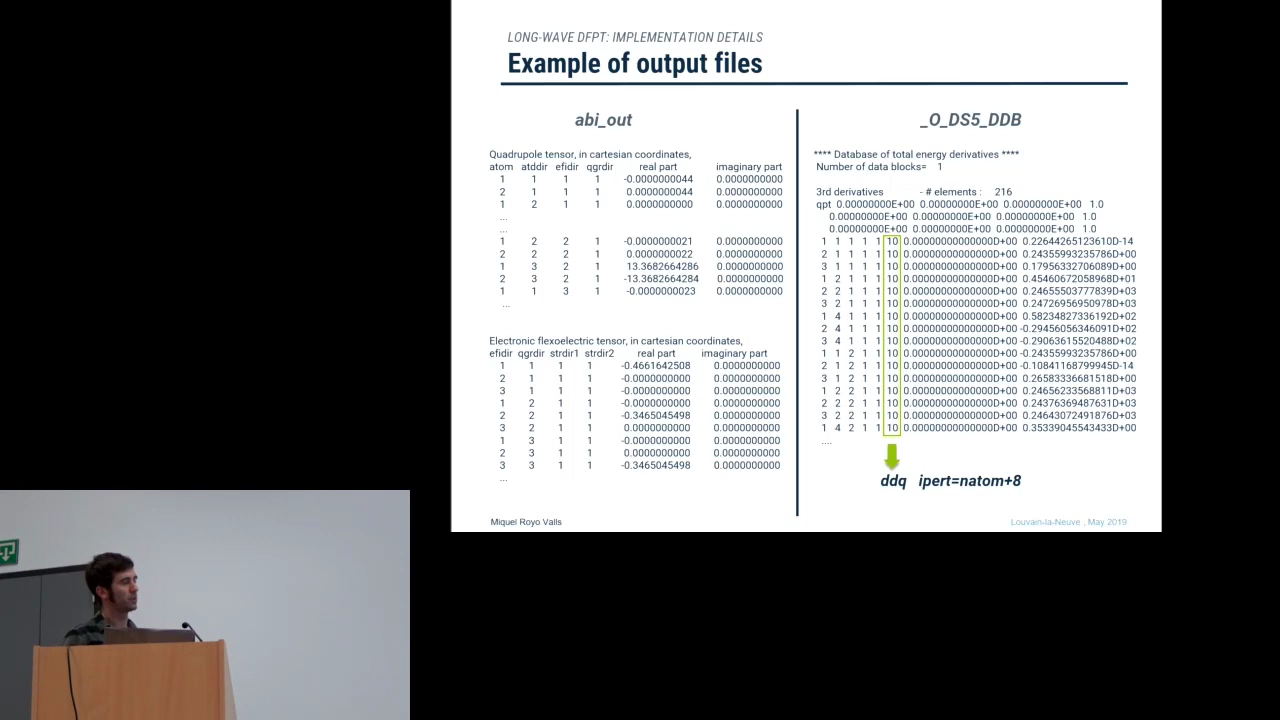 LONG-WAVE DFPT: IMPLEMENTATION DETAILS
Example of output files
abi_out
Quadrupole tensor, in cartesian coordinates,
atom atddir efidir qgrdir real part imaginary part
1 1 1 1 -0.0000000044 0.0000000000
2 1 1 1 0.0000000044 0.0000000000
1 2 1 1 0.0000000000 0.0000000000
...
...
1 2 2 1 -0.0000000021 0.0000000000
2 2 2 1 0.0000000022 0.0000000000
1 3 2 1 13.3682664286 0.0000000000
2 3 2 1 -13.3682664284 0.0000000000
1 1 3 1 -0.0000000023 0.0000000000
...
Electronic flexoelectric tensor, in cartesian coordinates,
efidir qgrdir strdir1 strdir2 real part imaginary part
1 1 1 1 -0.4661642508 0.0000000000
2 1 1 1 -0.0000000000 0.0000000000
3 1 1 1 -0.0000000000 0.0000000000
1 2 1 1 -0.0000000000 0.0000000000
2 2 1 1 -0.3465045498 0.0000000000
3 2 1 1 0.0000000000 0.0000000000
1 3 1 1 -0.0000000000 0.0000000000
2 3 1 1 0.0000000000 0.0000000000
3 3 1 1 -0.3465045498 0.0000000000
...
_O_DS5_DDB
**** Database of total energy derivatives ****
Number of data blocks= 1
3rd derivatives - # elements : 216
qpt 0.00000000E+00 0.00000000E+00 0.00000000E+00 1.0
0.00000000E+00 0.00000000E+00 0.00000000E+00 1.0
0.00000000E+00 0.00000000E+00 0.00000000E+00 1.0
1 1 1 1 1 10 0.00000000000000D+00 0.22644265123610D-14
2 1 1 1 1 10 0.00000000000000D+00 0.24355993235786D+00
3 1 1 1 1 10 0.00000000000000D+00 0.17956332706089D+00
1 2 1 1 1 10 0.00000000000000D+00 0.45460672058968D+01
2 2 1 1 1 10 0.00000000000000D+00 0.24655503777839D+03
3 2 1 1 1 10 0.00000000000000D+00 0.24726956950978D+03
1 4 1 1 1 10 0.00000000000000D+00 0.58234827336192D+02
2 4 1 1 1 10 0.00000000000000D+00 -0.29456056346091D+02
3 4 1 1 1 10 0.00000000000000D+00 -0.29063615520488D+02
1 1 2 1 1 10 0.00000000000000D+00 -0.24355993235786D+00
2 1 2 1 1 10 0.00000000000000D+00 -0.10841168799945D-14
3 1 2 1 1 10 0.00000000000000D+00 0.26583336681518D+00
1 2 2 1 1 10 0.00000000000000D+00 0.24656233568811D+03
2 2 2 1 1 10 0.00000000000000D+00 0.24376369487631D+03
3 2 2 1 1 10 0.00000000000000D+00 0.24643072491876D+03
1 4 2 1 1 10 0.00000000000000D+00 0.35339045543433D+00
....
ddq ipert=natom+8
Miquel Royo Valls
Louvain-la-Neuve , May 2019